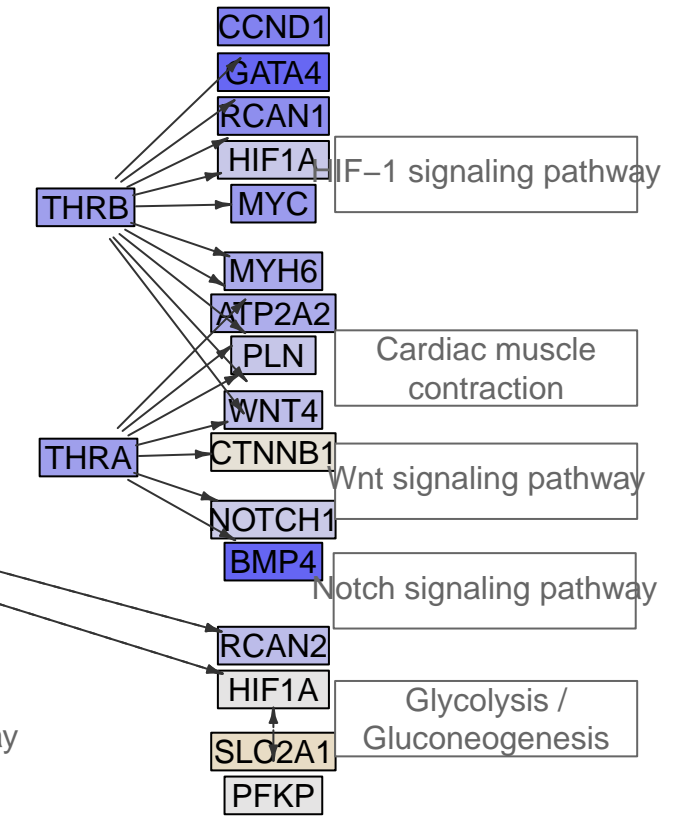 CCND1
GATA4
RCAN1
HIF1A
HIF−1 signaling pathway
MYC
THRB
MYH6
ATP2A2
PLN
Cardiac muscle
contraction
WNT4
CTNNB1
THRA
Wnt signaling pathway
NOTCH1
BMP4
Notch signaling pathway
RCAN2
HIF1A
Glycolysis /
Gluconeogenesis
ay
SLC2A1
PFKP